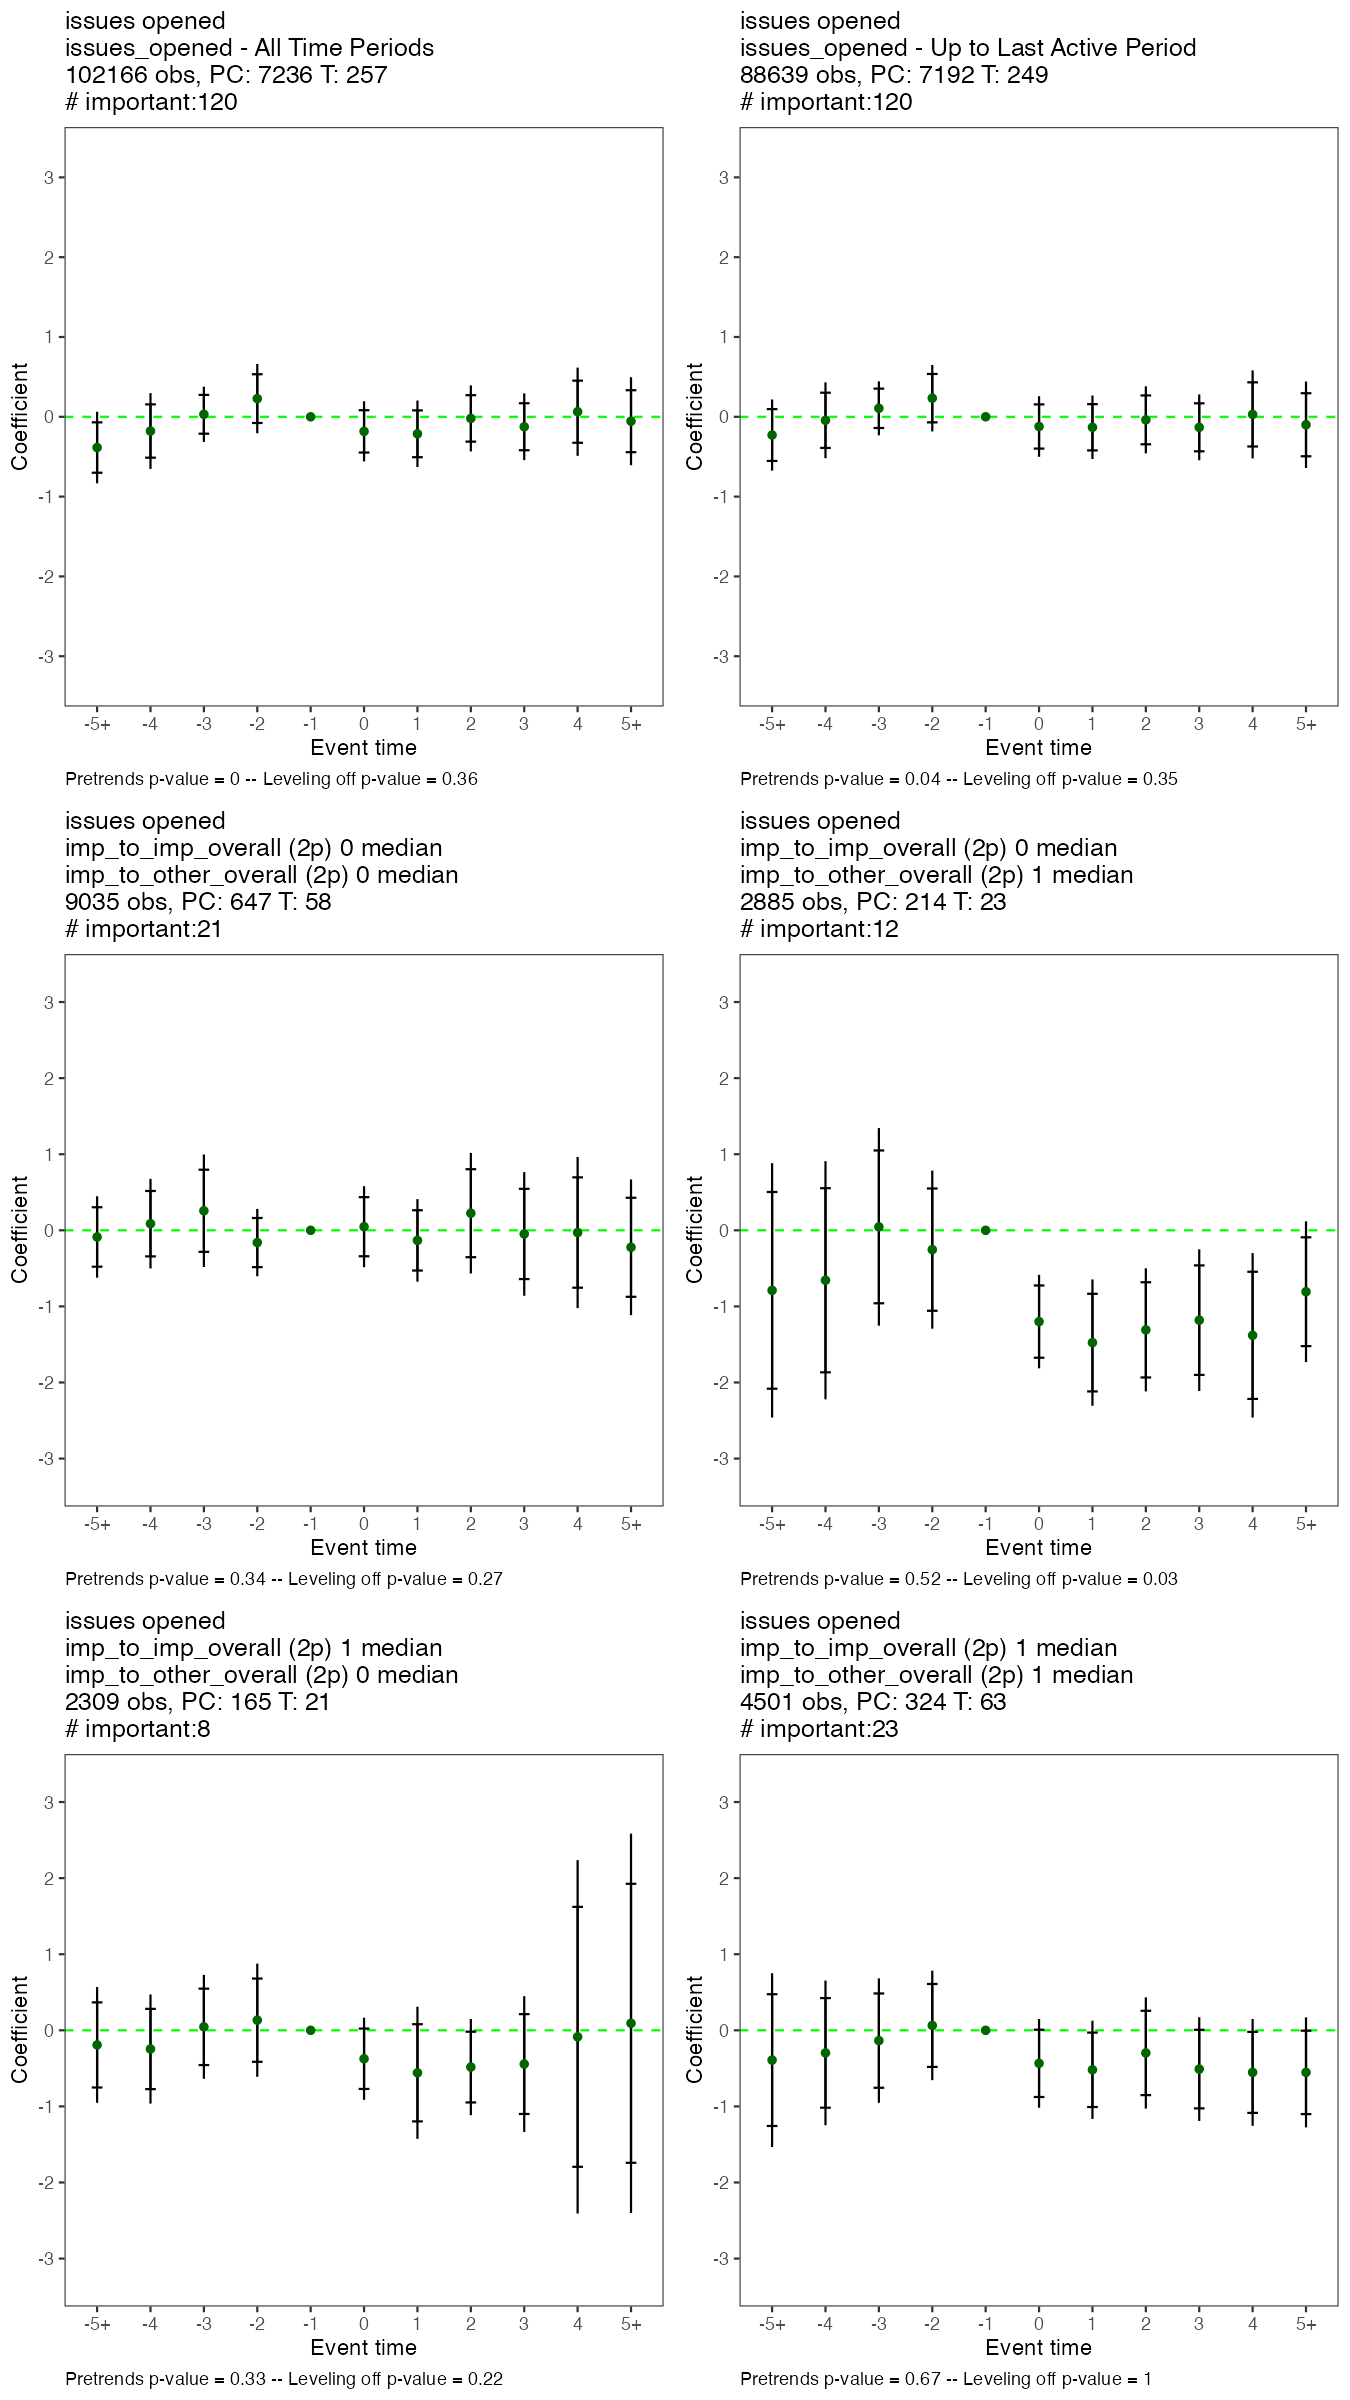 issues opened
issues_opened - All Time Periods
102166 obs, PC: 7236 T: 257
# important:120
3
2
1
0
-1
-2
-3
Coefficient
-5+ -4 -3 -2 -1 0 1 2 3 4 5+
Event time
Pretrends p-value = 0 -- Leveling off p-value = 0.36
issues opened
issues_opened - Up to Last Active Period
88639 obs, PC: 7192 T: 249
# important:120
3
2
1
0
-1
-2
-3
Coefficient
-5+ -4 -3 -2 -1 0 1 2 3 4 5+
Event time
Pretrends p-value = 0.04 -- Leveling off p-value = 0.35
issues opened
imp_to_imp_overall (2p) 0 median
imp_to_other_overall (2p) 0 median
9035 obs, PC: 647 T: 58
# important:21
3
2
1
0
-1
-2
-3
Coefficient
-5+ -4 -3 -2 -1 0 1 2 3 4 5+
Event time
Pretrends p-value = 0.34 -- Leveling off p-value = 0.27
issues opened
imp_to_imp_overall (2p) 0 median
imp_to_other_overall (2p) 1 median
2885 obs, PC: 214 T: 23
# important:12
3
2
1
0
-1
-2
-3
Coefficient
-5+ -4 -3 -2 -1 0 1 2 3 4 5+
Event time
Pretrends p-value = 0.52 -- Leveling off p-value = 0.03
issues opened
imp_to_imp_overall (2p) 1 median
imp_to_other_overall (2p) 0 median
2309 obs, PC: 165 T: 21
# important:8
3
2
1
0
-1
-2
-3
Coefficient
-5+ -4 -3 -2 -1 0 1 2 3 4 5+
Event time
Pretrends p-value = 0.33 -- Leveling off p-value = 0.22
issues opened
imp_to_imp_overall (2p) 1 median
imp_to_other_overall (2p) 1 median
4501 obs, PC: 324 T: 63
# important:23
3
2
1
0
-1
-2
-3
Coefficient
-5+ -4 -3 -2 -1 0 1 2 3 4 5+
Event time
Pretrends p-value = 0.67 -- Leveling off p-value = 1